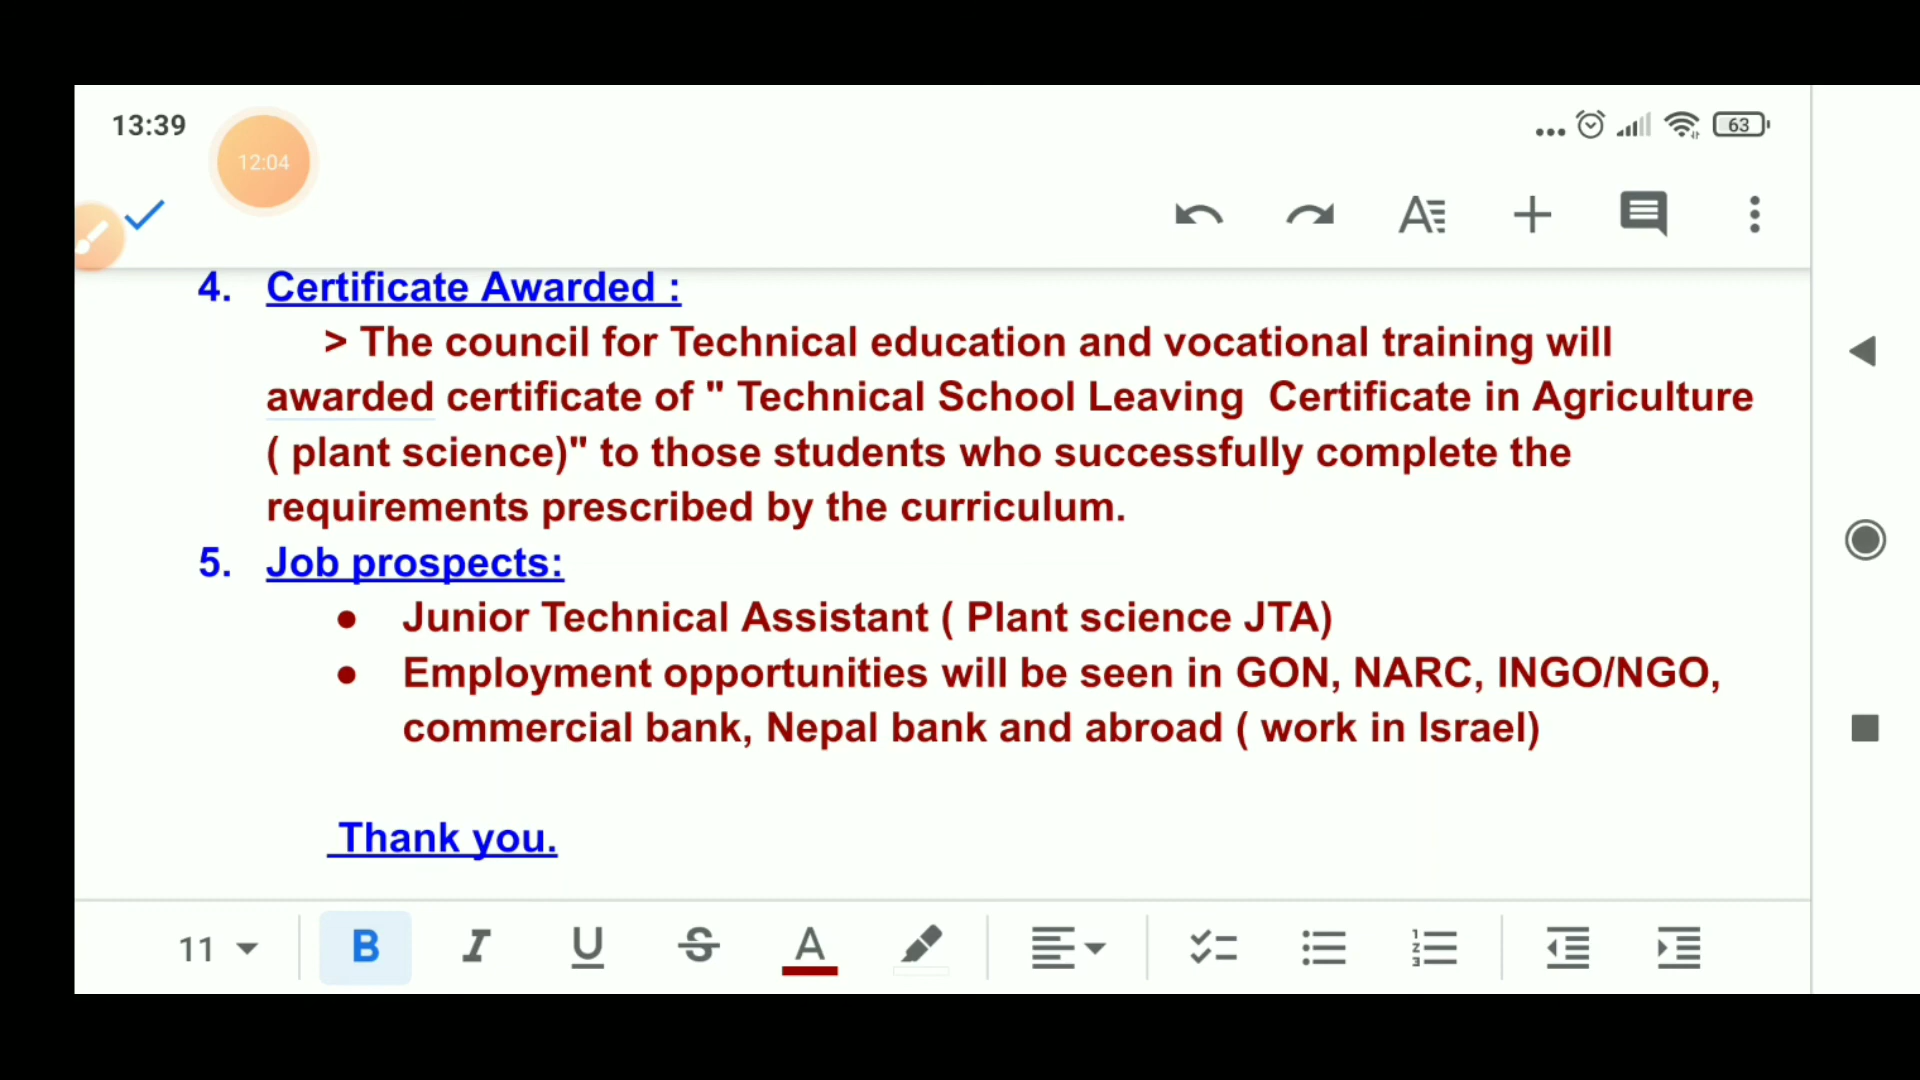 13:39
12:04
63
4. Certificate Awarded :
> The council for Technical education and vocational training will
awarded certificate of " Technical School Leaving  Certificate in Agriculture
( plant science)" to those students who successfully complete the
requirements prescribed by the curriculum.
5. Job prospects:
● Junior Technical Assistant ( Plant science JTA)
● Employment opportunities will be seen in GON, NARC, INGO/NGO,
commercial bank, Nepal bank and abroad ( work in Israel)
Thank you.
11 B I U S A